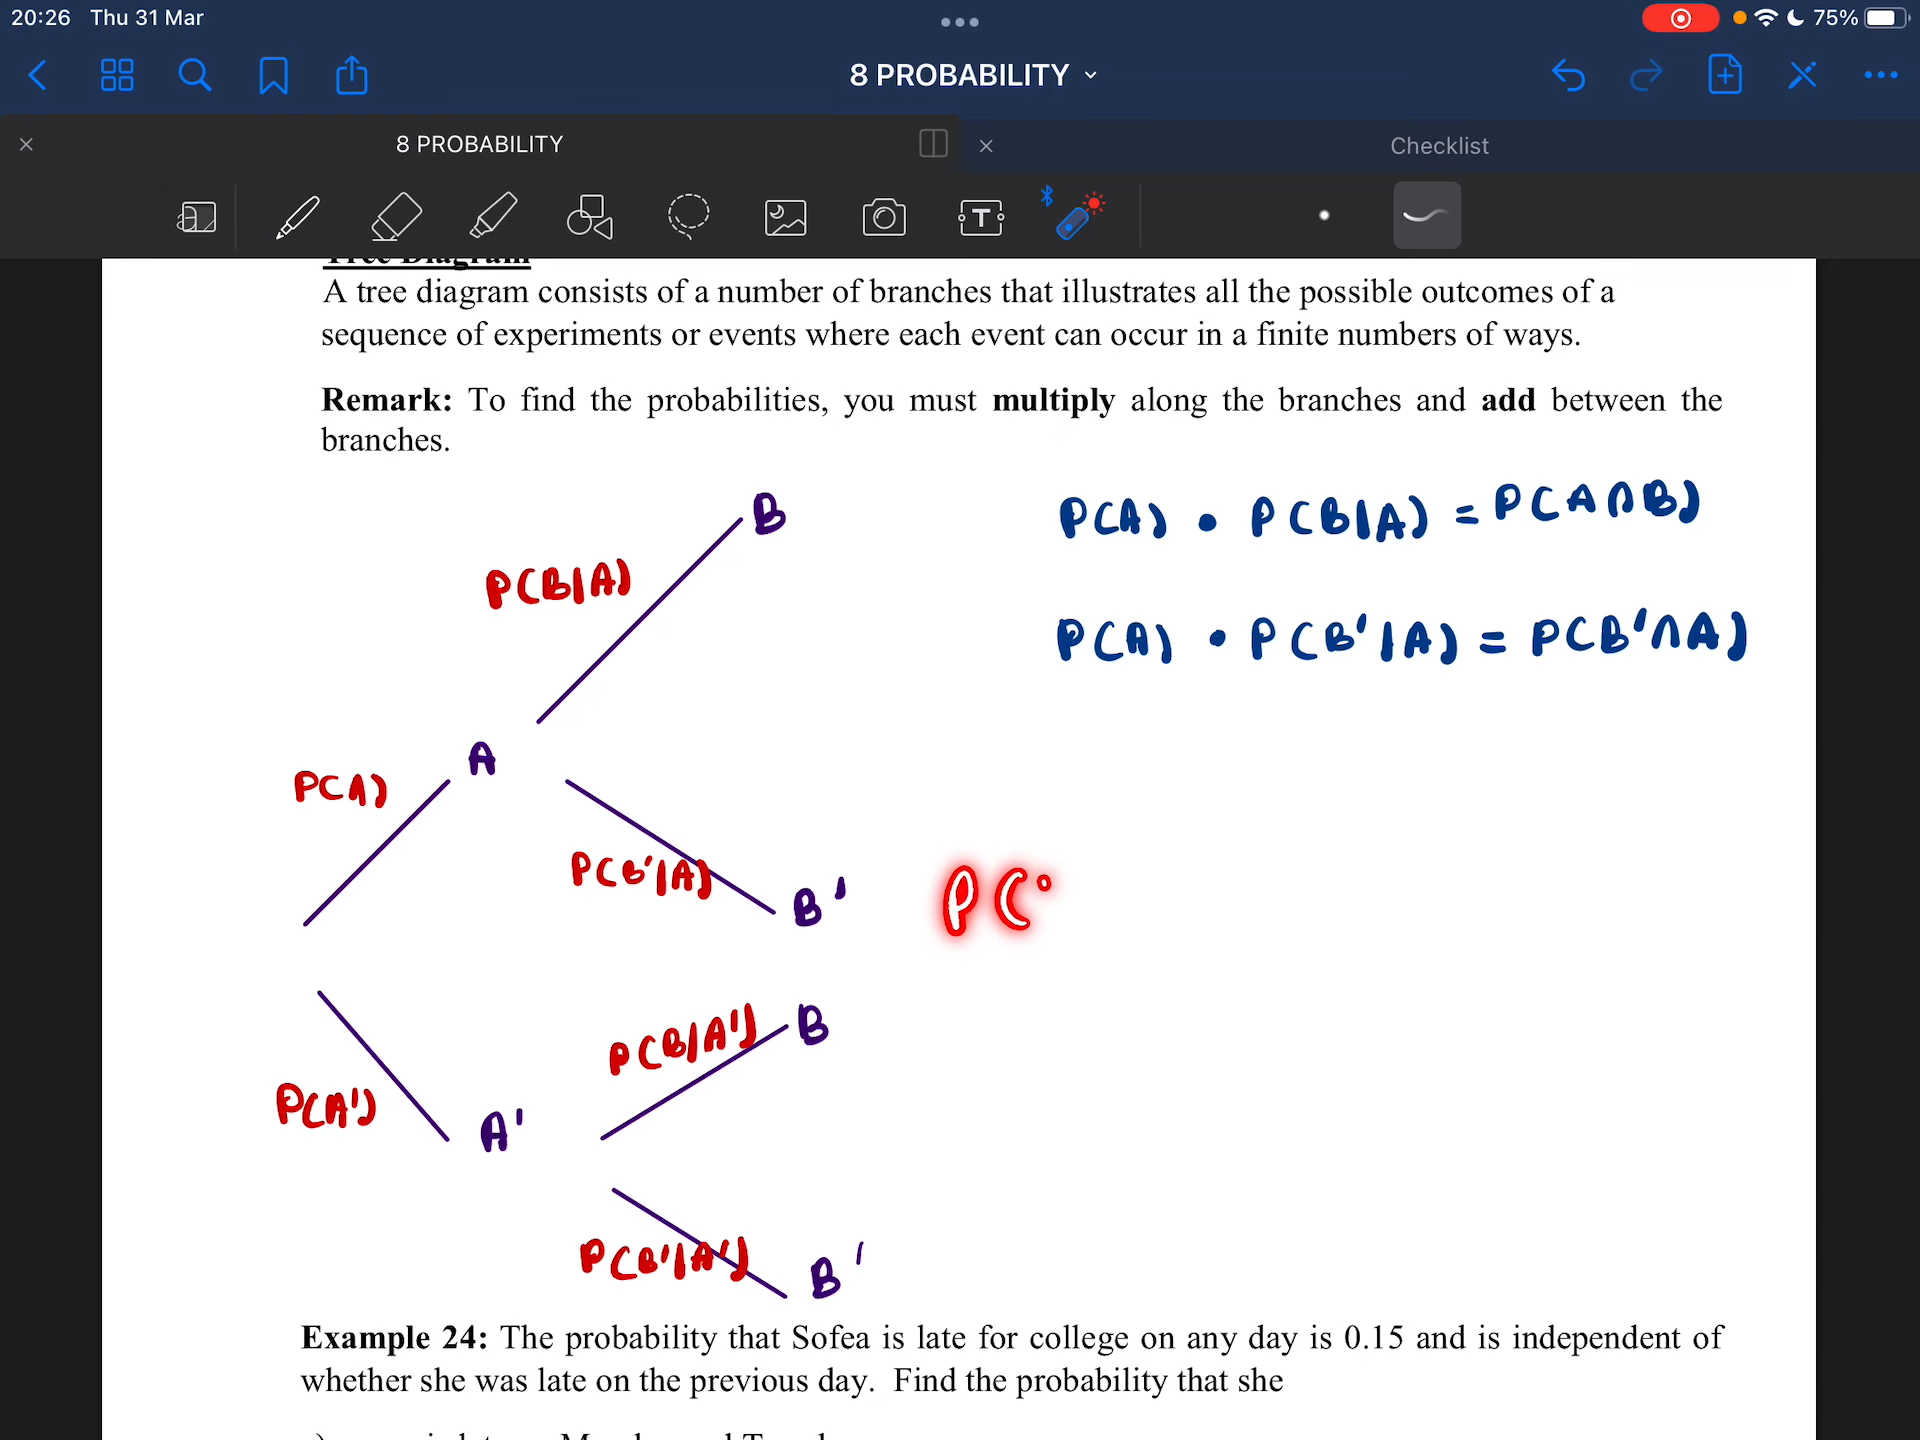 20:26 Thu 31 Mar
75%
8 PROBABILITY
8 PROBABILITY
Checklist
Tree Diagram
A tree diagram consists of a number of branches that illustrates all the possible outcomes of a
sequence of experiments or events where each event can occur in a finite numbers of ways.
Remark: To find the probabilities, you must multiply along the branches and add between the
branches.
B
P(A) • P(B|A) = P(A∩B)
P(B|A)
P(A) • P(B'|A) = P(B'∩A)
A
P(A)
P(B'|A)
B'
P(
B
P(B|A')
P(A')
A'
P(B'|A')
B'
Example 24: The probability that Sofea is late for college on any day is 0.15 and is independent of
whether she was late on the previous day. Find the probability that she